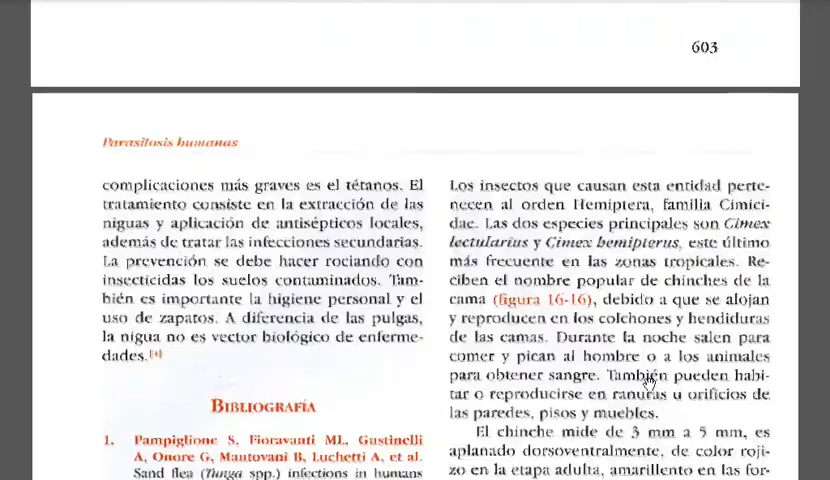 603
Parasitosis humanas
complicaciones más graves es el tétanos. El
tratamiento consiste en la extracción de las
niguas y aplicación de antisépticos locales,
además de tratar las infecciones secundarias.
La prevención se debe hacer rociando con
insecticidas los suelos contaminados. Tam-
bién es importante la higiene personal y el
uso de zapatos. A diferencia de las pulgas,
la nigua no es vector biológico de enferme-
dades.[4]
BIBLIOGRAFÍA
1. Pampiglione S, Fioravanti ML, Gustinelli
A, Onore G, Mantovani B, Luchetti A, et al.
Sand flea (Tunga spp.) infections in humans
Los insectos que causan esta entidad perte-
necen al orden Hemiptera, familia Cimici-
dae. Las dos especies principales son Cimex
lectularius y Cimex hemipterus, este último
más frecuente en las zonas tropicales. Re-
ciben el nombre popular de chinches de la
cama (figura 16-16), debido a que se alojan
y reproducen en los colchones y hendiduras
de las camas. Durante la noche salen para
comer y pican al hombre o a los animales
para obtener sangre. También pueden habi-
tar o reproducirse en ranuras u orificios de
las paredes, pisos y muebles.
El chinche mide de 3 mm a 5 mm, es
aplanado dorsoventralmente, de color roji-
zo en la etapa adulta, amarillento en las for-